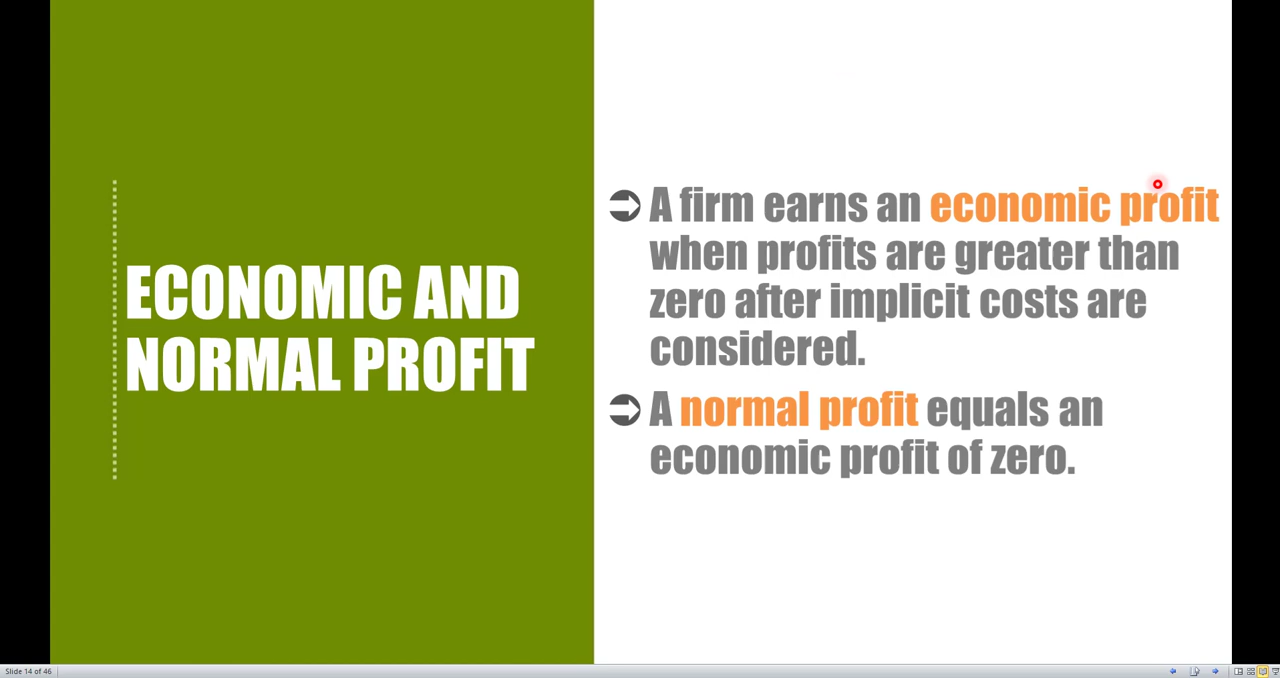 ECONOMIC AND
NORMAL PROFIT
A firm earns an economic profit
when profits are greater than
zero after implicit costs are
considered.
A normal profit equals an
economic profit of zero.
Slide 14 of 46